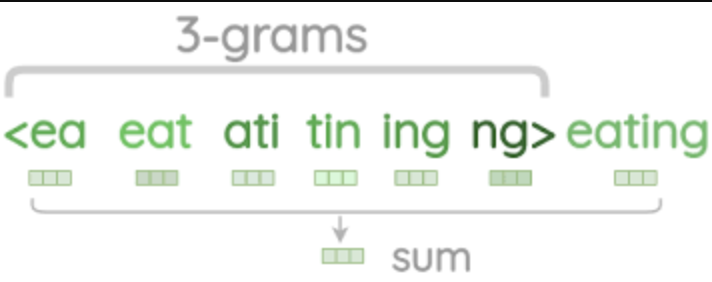 3-grams
<ea eat ati tin ing ng> eating
sum